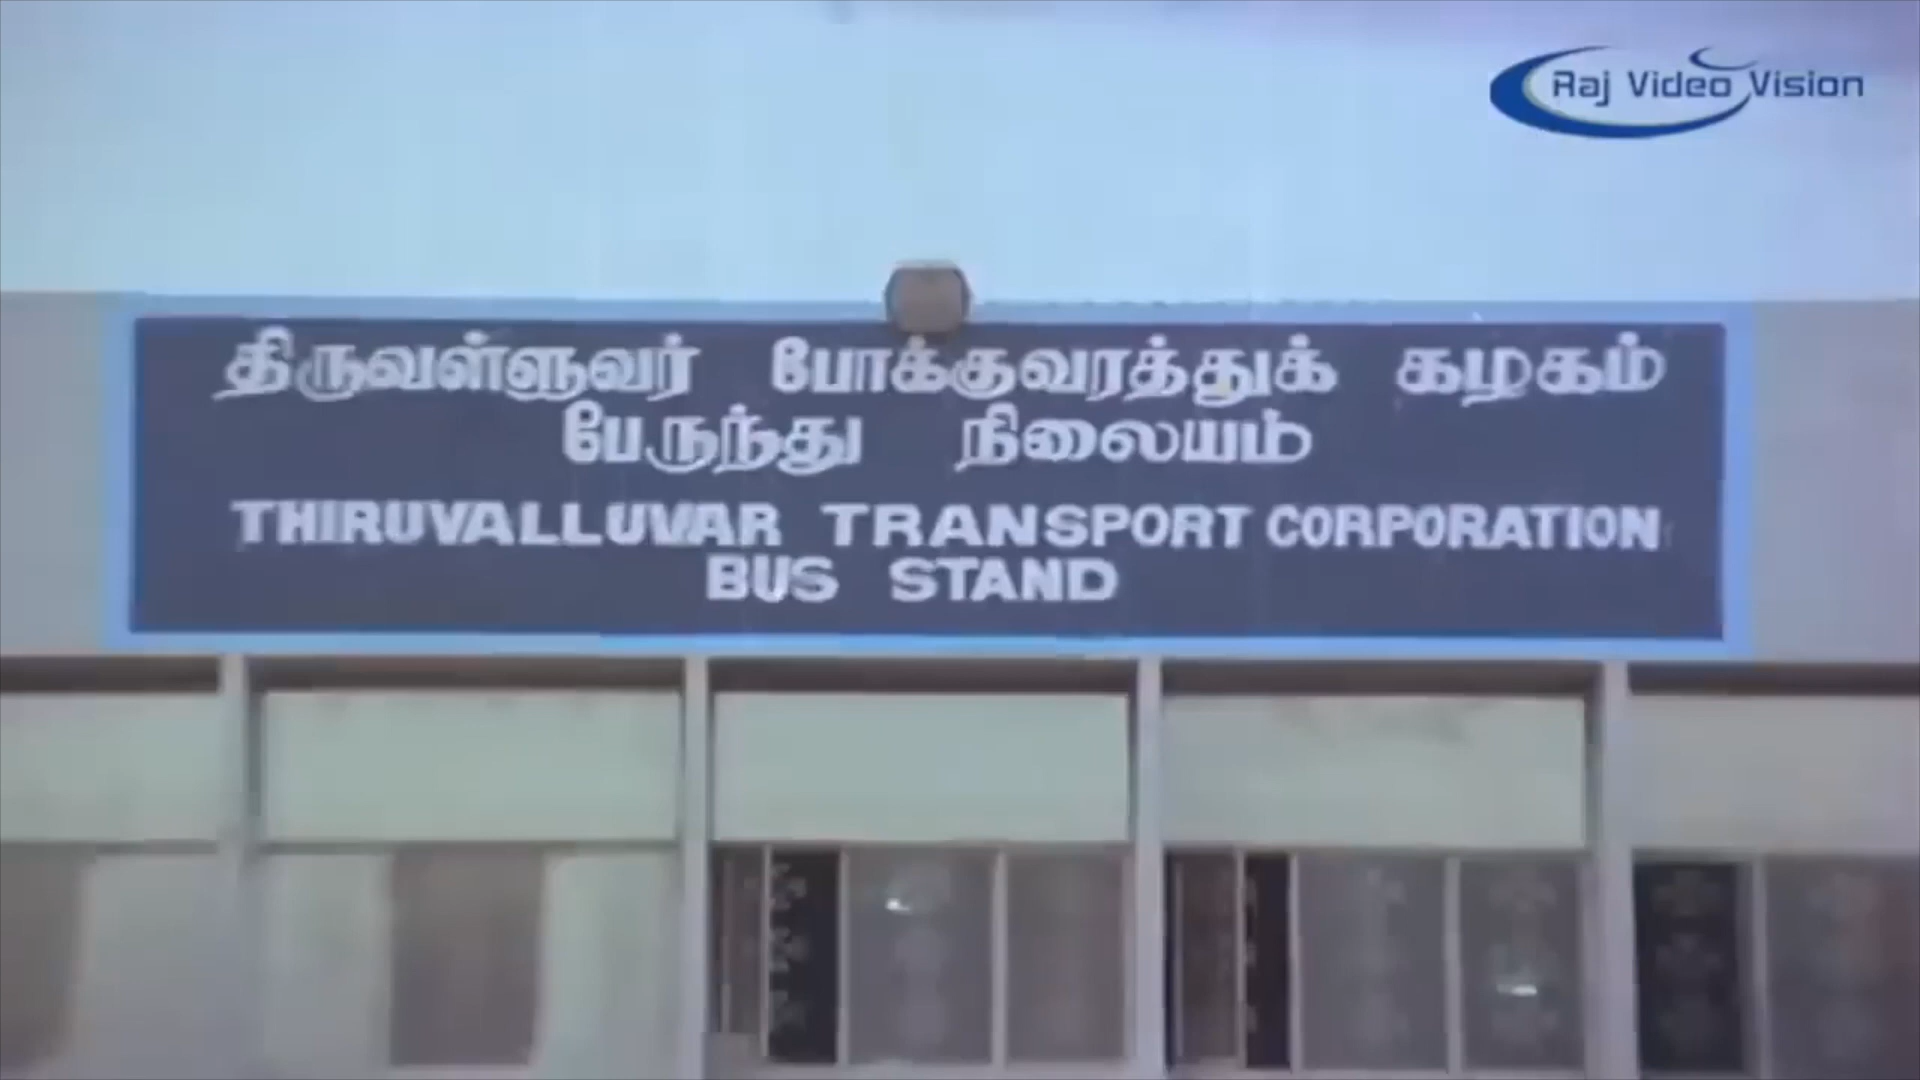 Raj Video Vision
திருவள்ளுவர் போக்குவரத்துக் கழகம்
பேருந்து நிலையம்
THIRUVALLUVAR TRANSPORT CORPORATION
BUS STAND